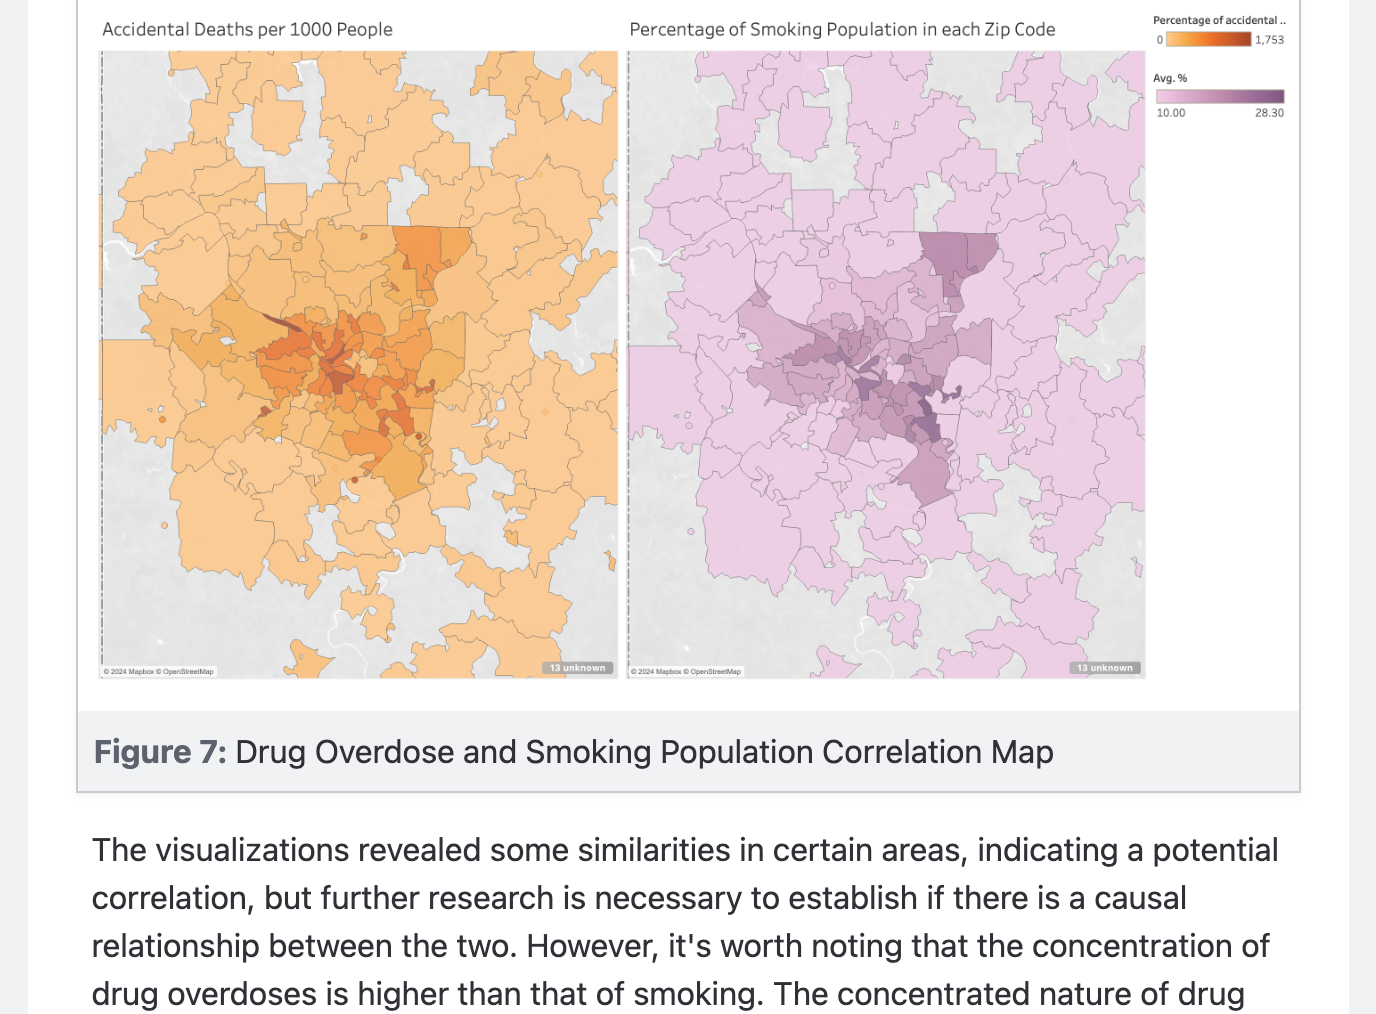 Accidental Deaths per 1000 People
Percentage of Smoking Population in each Zip Code
Percentage of accidental ..
0 1,753
Avg. %
10.00 28.30
© 2024 Mapbox © OpenStreetMap
13 unknown
© 2024 Mapbox © OpenStreetMap
13 unknown
Figure 7: Drug Overdose and Smoking Population Correlation Map
The visualizations revealed some similarities in certain areas, indicating a potential
correlation, but further research is necessary to establish if there is a causal
relationship between the two. However, it's worth noting that the concentration of
drug overdoses is higher than that of smoking. The concentrated nature of drug